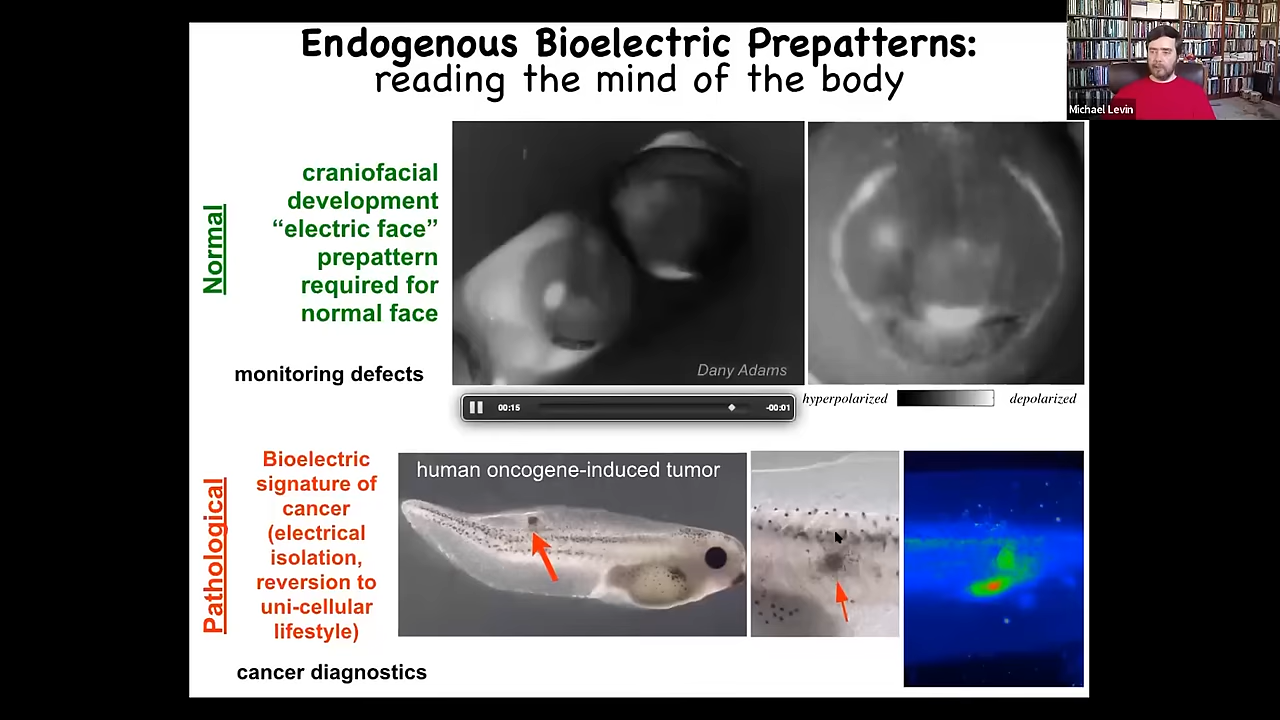 Endogenous Bioelectric Prepatterns:
reading the mind of the body
Michael Levin
Normal
craniofacial
development
“electric face”
prepattern
required for
normal face
monitoring defects
Dany Adams
00:15
-00:01
hyperpolarized
depolarized
Pathological
Bioelectric
signature of
cancer
(electrical
isolation,
reversion to
uni-cellular
lifestyle)
cancer diagnostics
human oncogene-induced tumor